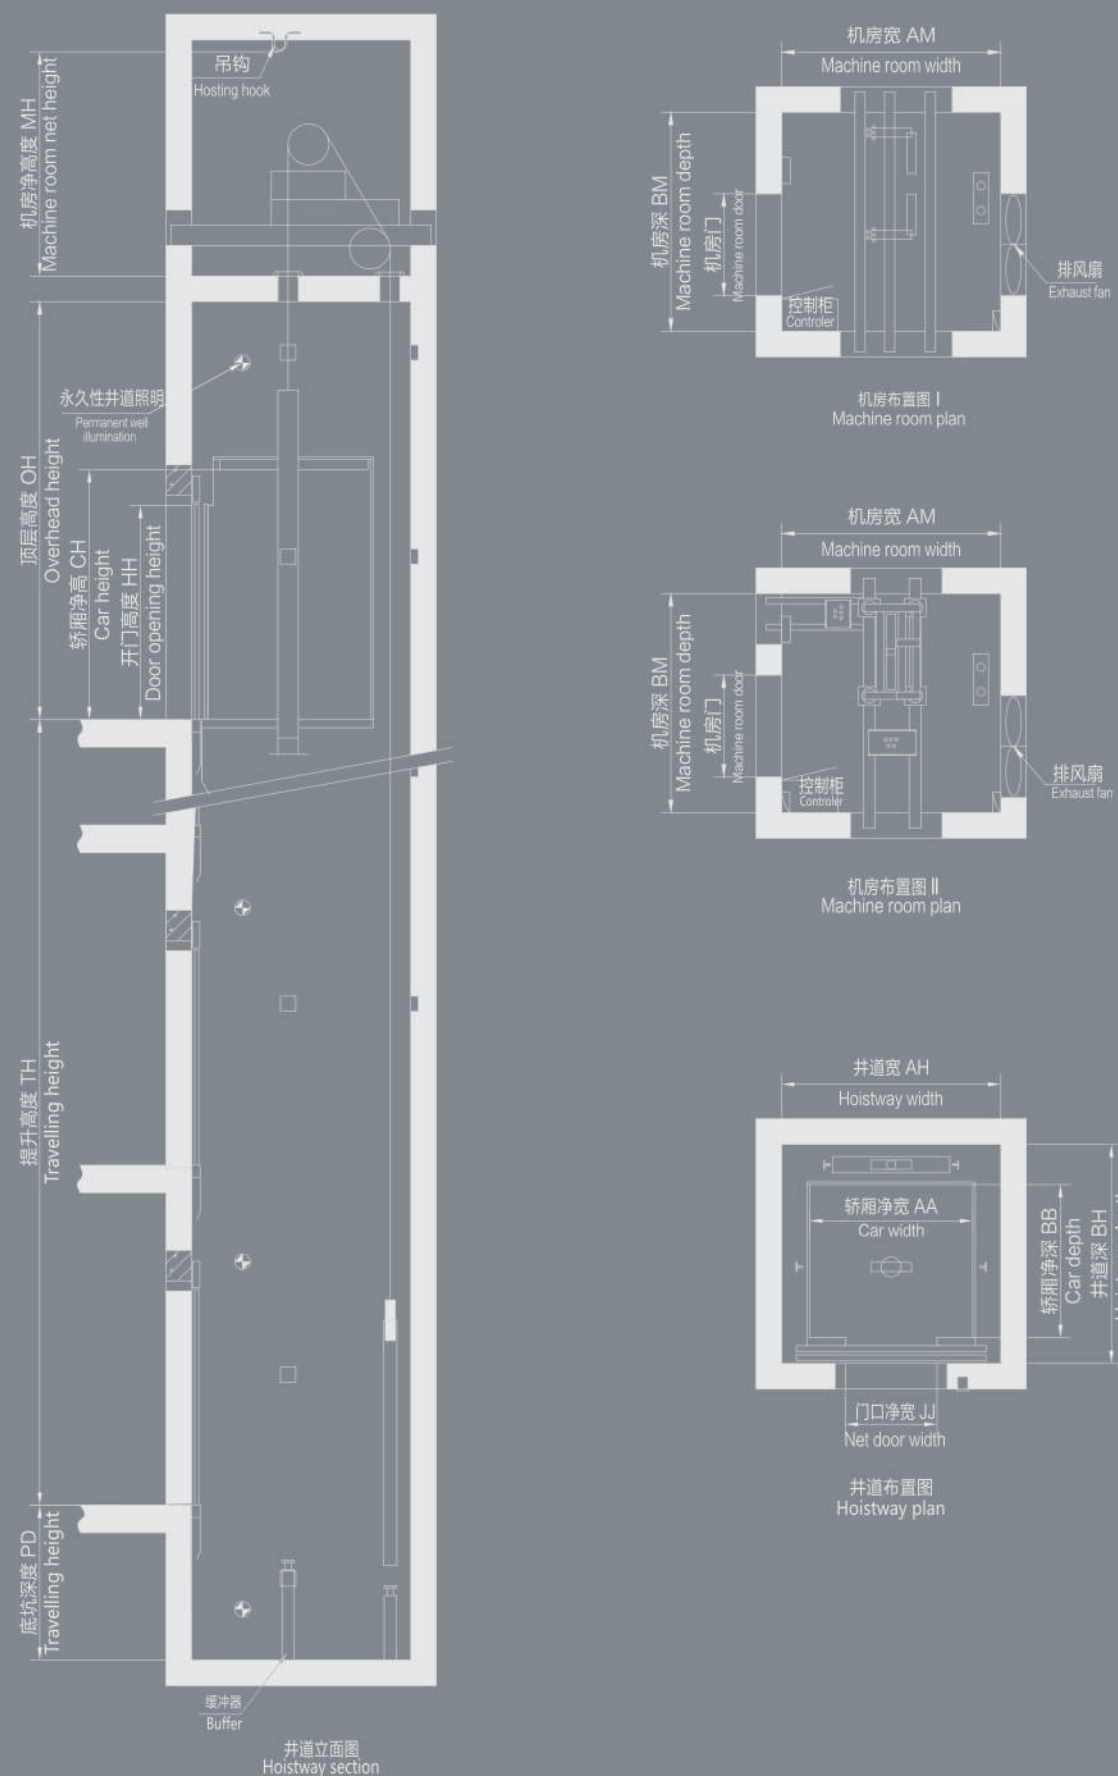 吊钩
Hosting hook
机房净高度 MH
Machine room net height
永久性井道照明
Permanent well
illumination
顶层高度 OH
Overhead height
轿厢净高 CH
Car height
开门高度 HH
Door opening height
提升高度 TH
Travelling height
底坑深度 PD
Travelling height
缓冲器
Buffer
井道立面图
Hoistway section
机房宽 AM
Machine room width
机房深 BM
Machine room depth
机房门
Machine room door
控制柜
Controler
排风扇
Exhaust fan
机房布置图 I
Machine room plan
机房宽 AM
Machine room width
机房深 BM
Machine room depth
机房门
Machine room door
控制柜
Controler
排风扇
Exhaust fan
机房布置图 II
Machine room plan
井道宽 AH
Hoistway width
轿厢净宽 AA
Car width
轿厢净深 BB
Car depth
井道深 BH
门口净宽 JJ
Net door width
井道布置图
Hoistway plan